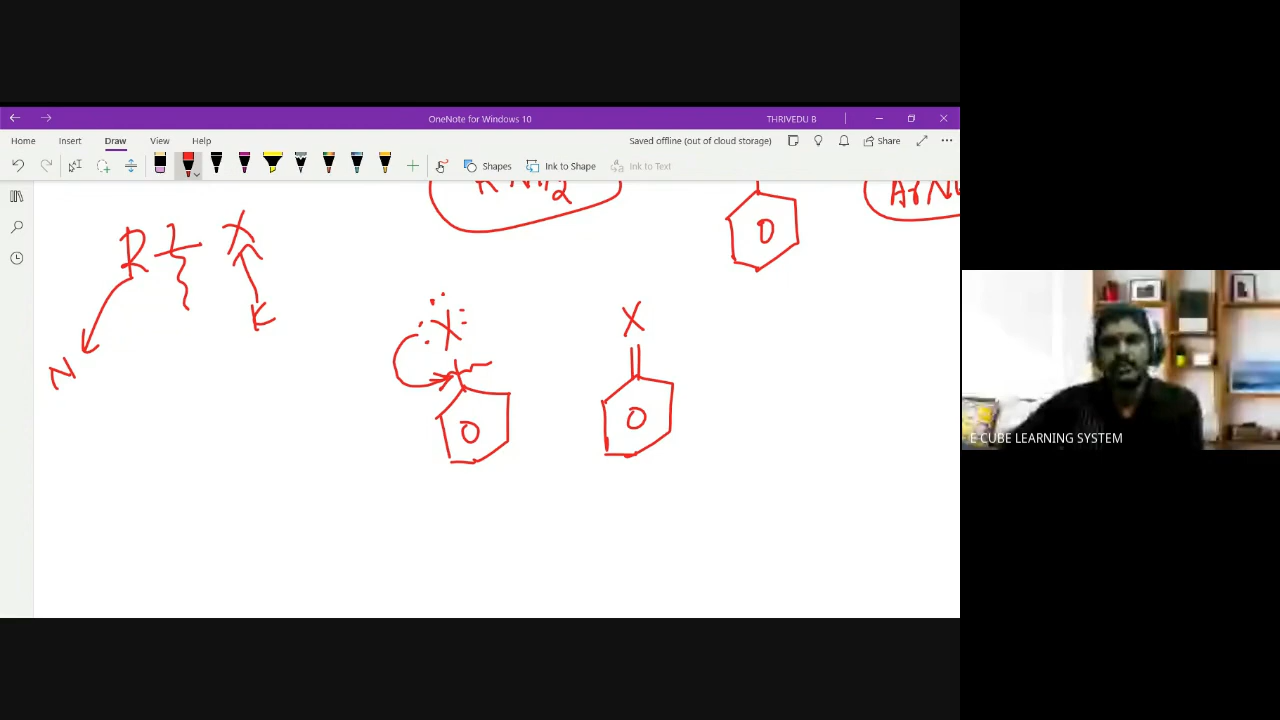 OneNote for Windows 10
THRIVEDU B
Home Insert Draw View Help
Saved offline (out of cloud storage)
Share
Shapes
Ink to Shape
Ink to Text
R X
K
N
X
X
E CUBE LEARNING SYSTEM